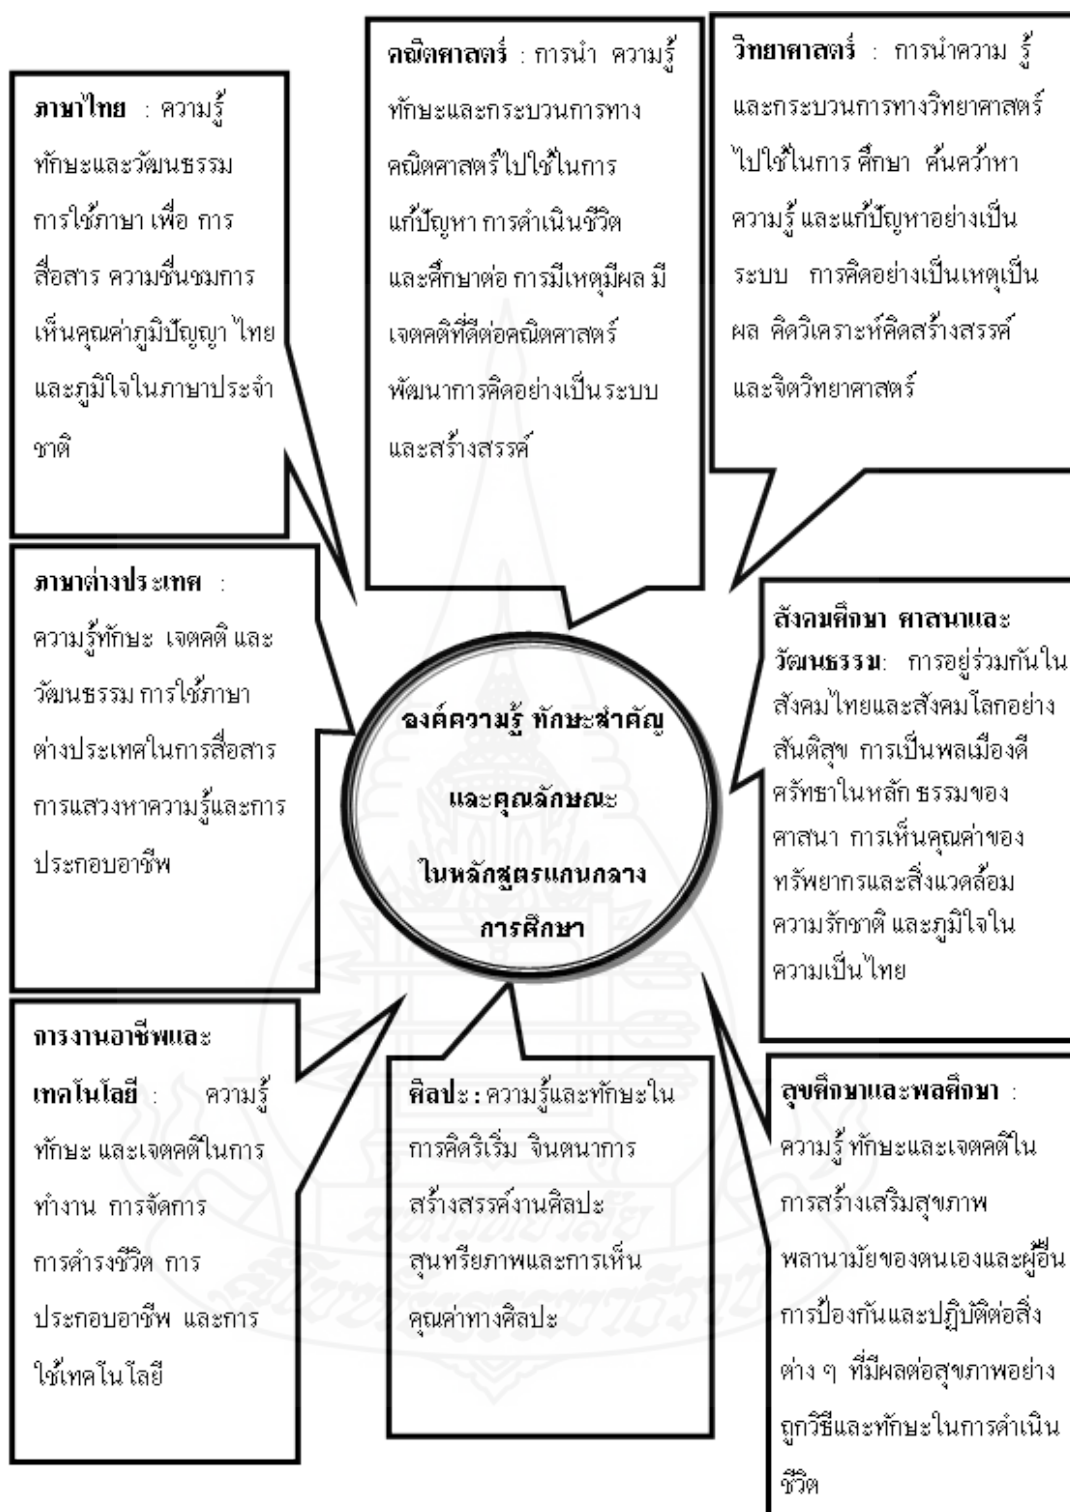 ภาษาไทย : ความรู้
ทักษะและวัฒนธรรม
การใช้ภาษา เพื่อ การ
สื่อสาร ความชื่นชมการ
เห็นคุณค่าภูมิปัญญา ไทย
และภูมิใจในภาษาประจำ
ชาติ
คณิตศาสตร์ : การนำ ความรู้
ทักษะและกระบวนการทาง
คณิตศาสตร์ไปใช้ในการ
แก้ปัญหา การดำเนินชีวิต
และศึกษาต่อ การมีเหตุมีผล มี
เจตคติที่ดีต่อคณิตศาสตร์
พัฒนาการคิดอย่างเป็นระบบ
และสร้างสรรค์
วิทยาศาสตร์ : การนำความ รู้
และกระบวนการทางวิทยาศาสตร์
ไปใช้ในการ ศึกษา ค้นคว้าหา
ความรู้ และแก้ปัญหาอย่างเป็น
ระบบ การคิดอย่างเป็นเหตุเป็น
ผล คิดวิเคราะห์คิดสร้างสรรค์
และจิตวิทยาศาสตร์
ภาษาต่างประเทศ :
ความรู้ทักษะ เจตคติ และ
วัฒนธรรม การใช้ภาษา
ต่างประเทศในการสื่อสาร
การแสวงหาความรู้และการ
ประกอบอาชีพ
องค์ความรู้ ทักษะสำคัญ
และคุณลักษณะ
ในหลักสูตรแกนกลาง
การศึกษา
สังคมศึกษา ศาสนาและ
วัฒนธรรม: การอยู่ร่วมกันใน
สังคมไทยและสังคมโลกอย่าง
สันติสุข การเป็นพลเมืองดี
ศรัทธาในหลัก ธรรมของ
ศาสนา การเห็นคุณค่าของ
ทรัพยากรและสิ่งแวดล้อม
ความรักชาติ และภูมิใจใน
ความเป็นไทย
การงานอาชีพและ
เทคโนโลยี : ความรู้
ทักษะ และเจตคติในการ
ทำงาน การจัดการ
การดำรงชีวิต การ
ประกอบอาชีพ และการ
ใช้เทคโนโลยี
ศิลปะ : ความรู้และทักษะใน
การคิดริเริ่ม จินตนาการ
สร้างสรรค์งานศิลปะ
สุนทรียภาพและการเห็น
คุณค่าทางศิลปะ
สุขศึกษาและพลศึกษา :
ความรู้ ทักษะและเจตคติใน
การสร้างเสริมสุขภาพ
พลานามัยของตนเองและผู้อื่น
การป้องกันและปฏิบัติต่อสิ่ง
ต่าง ๆ ที่มีผลต่อสุขภาพอย่าง
ถูกวิธีและทักษะในการดำเนิน
ชีวิต
มหาวิทยาลัย
สุโขทัยธรรมาธิราช